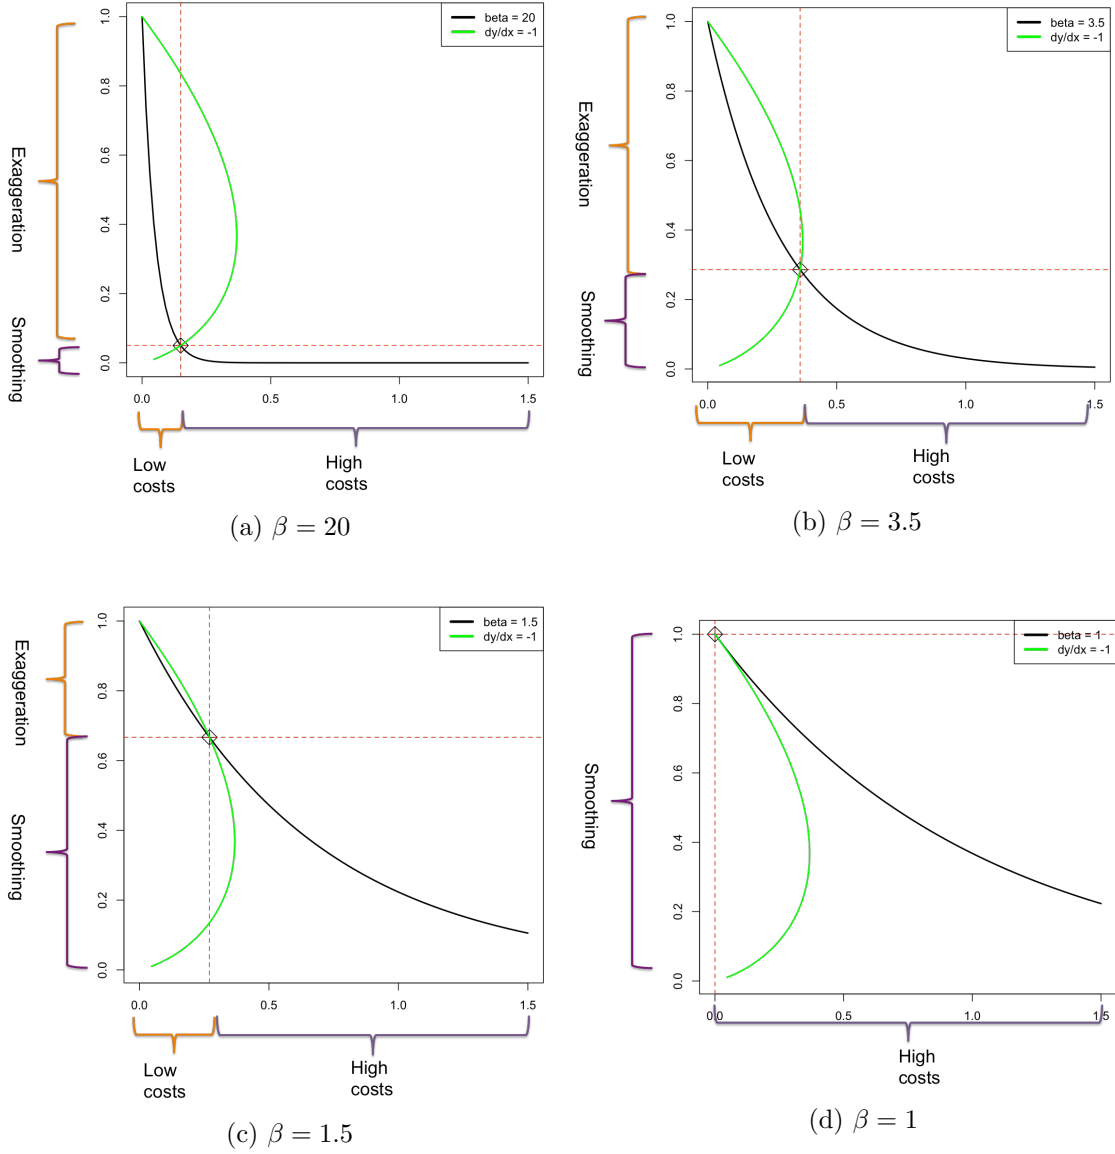 beta = 20
dy/dx = -1
1.0
0.8
0.6
0.4
0.2
0.0
Exaggeration
Smoothing
0.0 0.5 1.0 1.5
Low
costs
High
costs
(a) β = 20
beta = 3.5
dy/dx = -1
1.0
0.8
0.6
0.4
0.2
0.0
Exaggeration
Smoothing
0.0 0.5 1.0 1.5
Low
costs
High
costs
(b) β = 3.5
beta = 1.5
dy/dx = -1
1.0
0.8
0.6
0.4
0.2
0.0
Exaggeration
Smoothing
0.0 0.5 1.0 1.5
Low
costs
High
costs
(c) β = 1.5
beta = 1
dy/dx = -1
1.0
0.8
0.6
0.4
0.2
0.0
Smoothing
0.0 0.5 1.0 1.5
High
costs
(d) β = 1